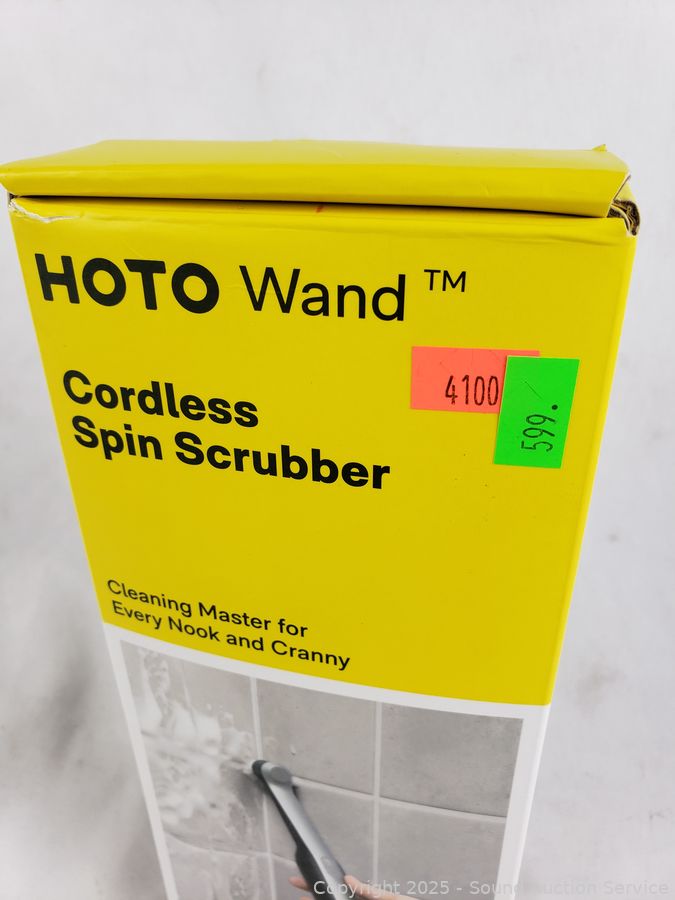 HOTO Wand ™
Cordless
Spin Scrubber
4100
599.
Cleaning Master for
Every Nook and Cranny
Copyright 2025 - Sound Auction Service